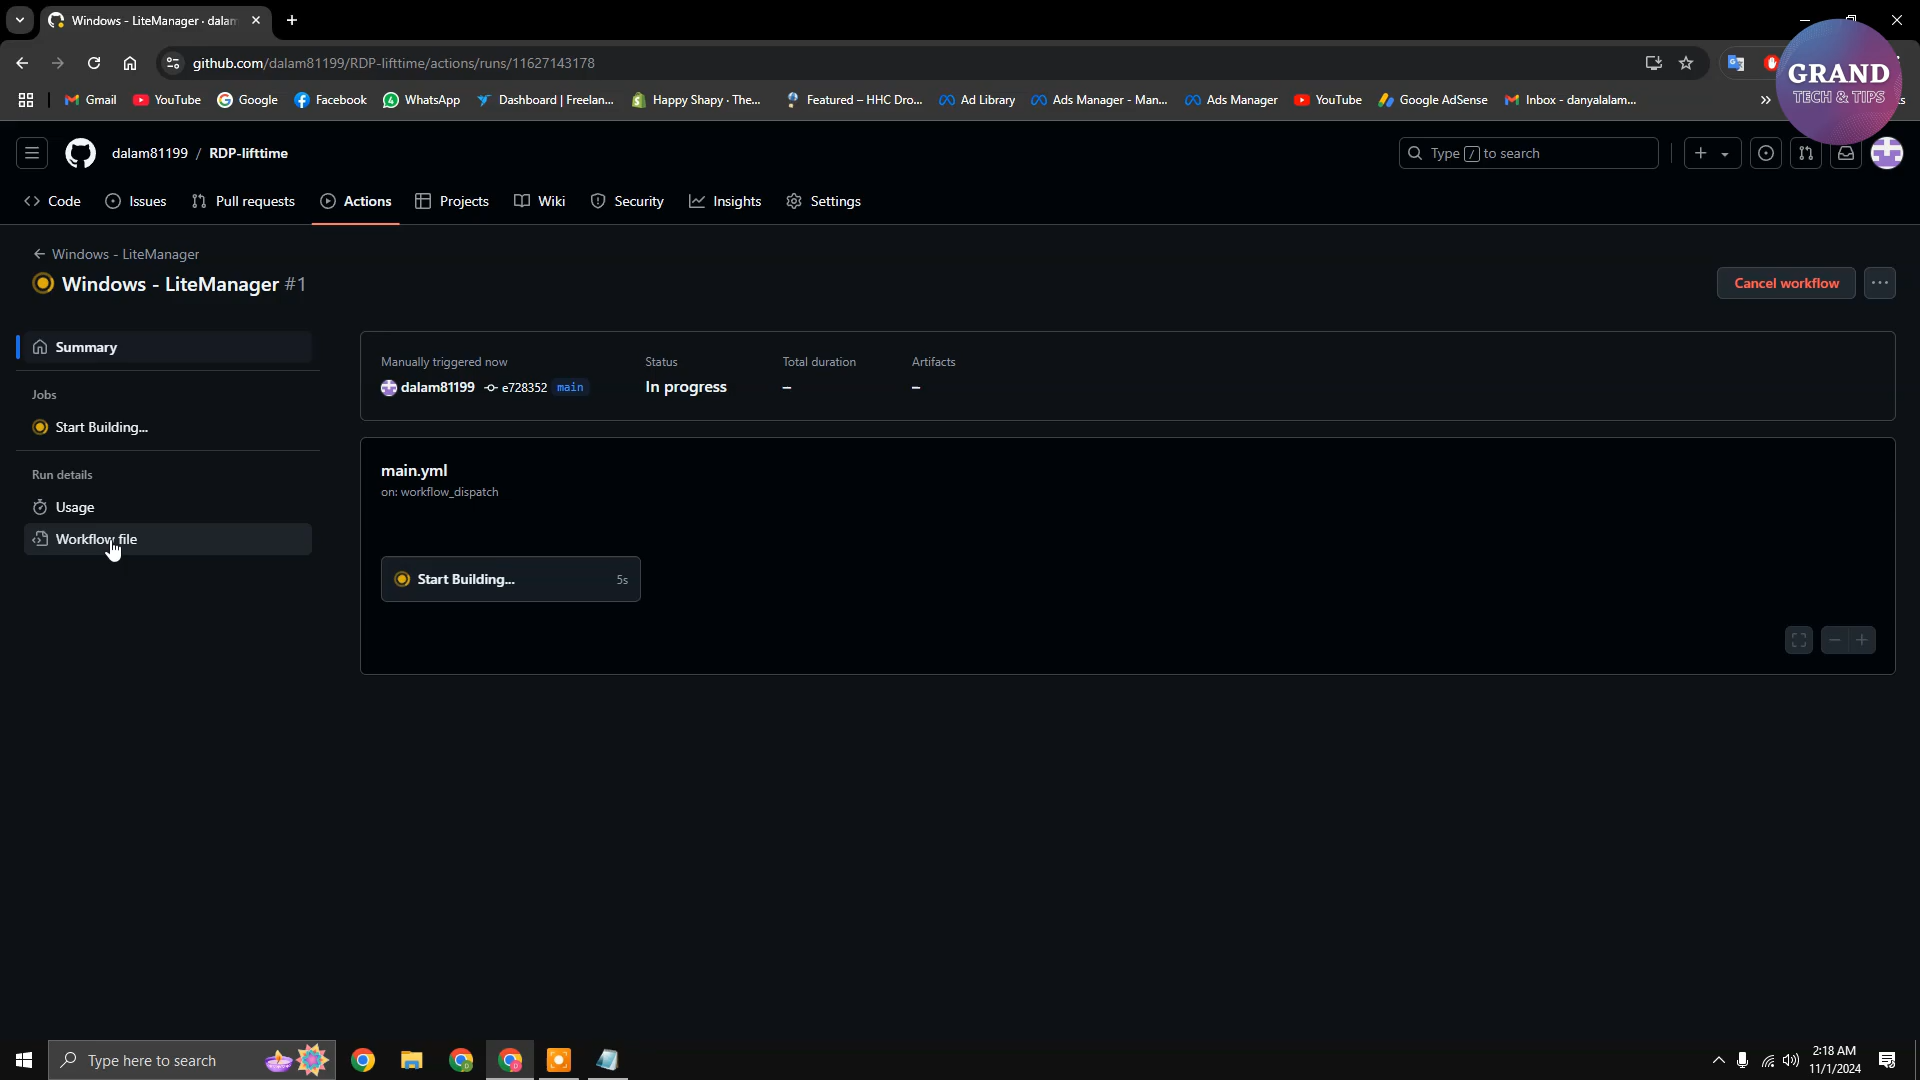 Windows - LiteManager · dalam
github.com/dalam81199/RDP-lifttime/actions/runs/11627143178
Gmail YouTube Google Facebook WhatsApp Dashboard | Freelan... Happy Shapy · The... Featured – HHC Dro... Ad Library Ads Manager - Man... Ads Manager YouTube Google AdSense Inbox - danyalalam...
GRAND
TECH & TIPS
dalam81199 / RDP-lifttime
Type / to search
Code Issues Pull requests Actions Projects Wiki Security Insights Settings
Windows - LiteManager
Windows - LiteManager #1
Cancel workflow
Summary
Jobs
Start Building...
Run details
Usage
Workflow file
Manually triggered now Status Total duration Artifacts
dalam81199 e728352 main In progress – –
main.yml
on: workflow_dispatch
Start Building... 5s
Type here to search
2:18 AM
11/1/2024